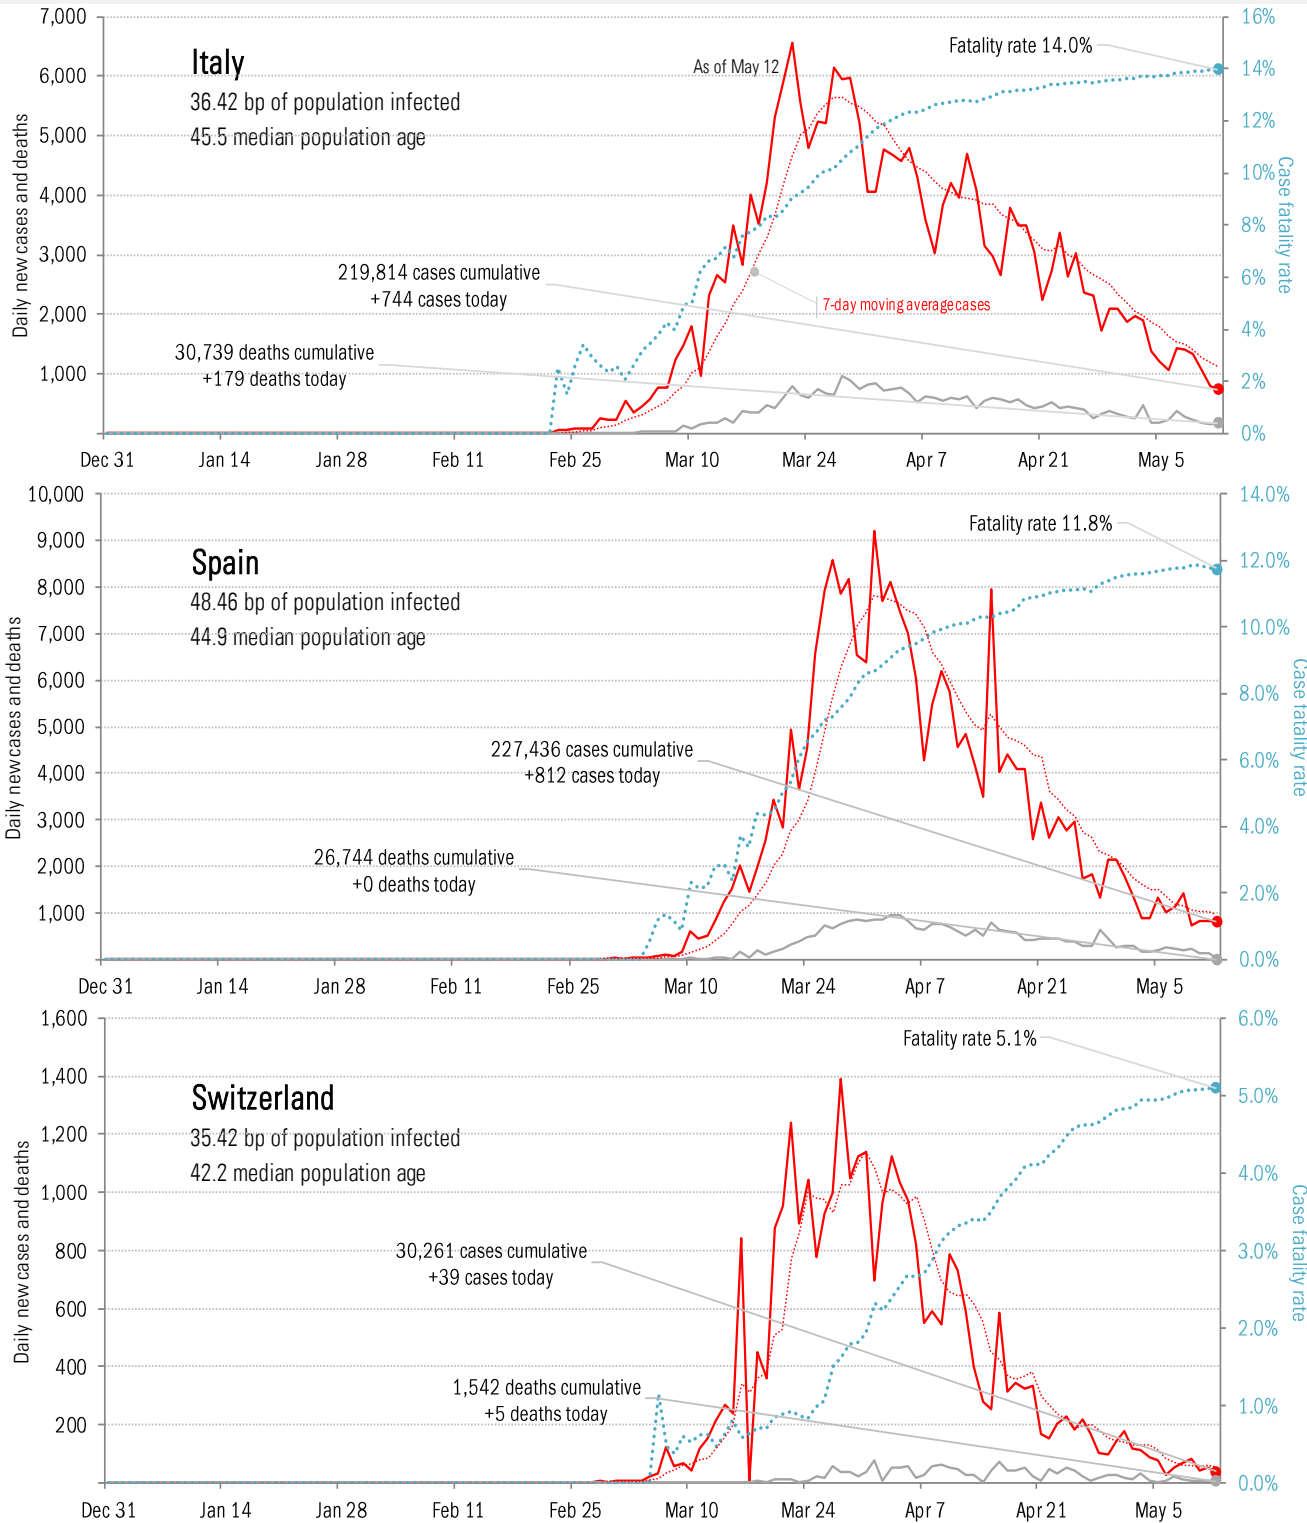 7,000
6,000
5,000
4,000
3,000
2,000
1,000
Daily new cases and deaths
Italy
36.42 bp of population infected
45.5 median population age
As of May 12
Fatality rate 14.0%
219,814 cases cumulative
+744 cases today
30,739 deaths cumulative
+179 deaths today
7-day moving average cases
16%
14%
12%
10%
8%
6%
4%
2%
0%
Case fatality rate
Dec 31 Jan 14 Jan 28 Feb 11 Feb 25 Mar 10 Mar 24 Apr 7 Apr 21 May 5
10,000
9,000
8,000
7,000
6,000
5,000
4,000
3,000
2,000
1,000
Daily new cases and deaths
Spain
48.46 bp of population infected
44.9 median population age
Fatality rate 11.8%
227,436 cases cumulative
+812 cases today
26,744 deaths cumulative
+0 deaths today
14.0%
12.0%
10.0%
8.0%
6.0%
4.0%
2.0%
0.0%
Case fatality rate
Dec 31 Jan 14 Jan 28 Feb 11 Feb 25 Mar 10 Mar 24 Apr 7 Apr 21 May 5
1,600
1,400
1,200
1,000
800
600
400
200
Daily new cases and deaths
Switzerland
35.42 bp of population infected
42.2 median population age
Fatality rate 5.1%
30,261 cases cumulative
+39 cases today
1,542 deaths cumulative
+5 deaths today
6.0%
5.0%
4.0%
3.0%
2.0%
1.0%
0.0%
Case fatality rate
Dec 31 Jan 14 Jan 28 Feb 11 Feb 25 Mar 10 Mar 24 Apr 7 Apr 21 May 5